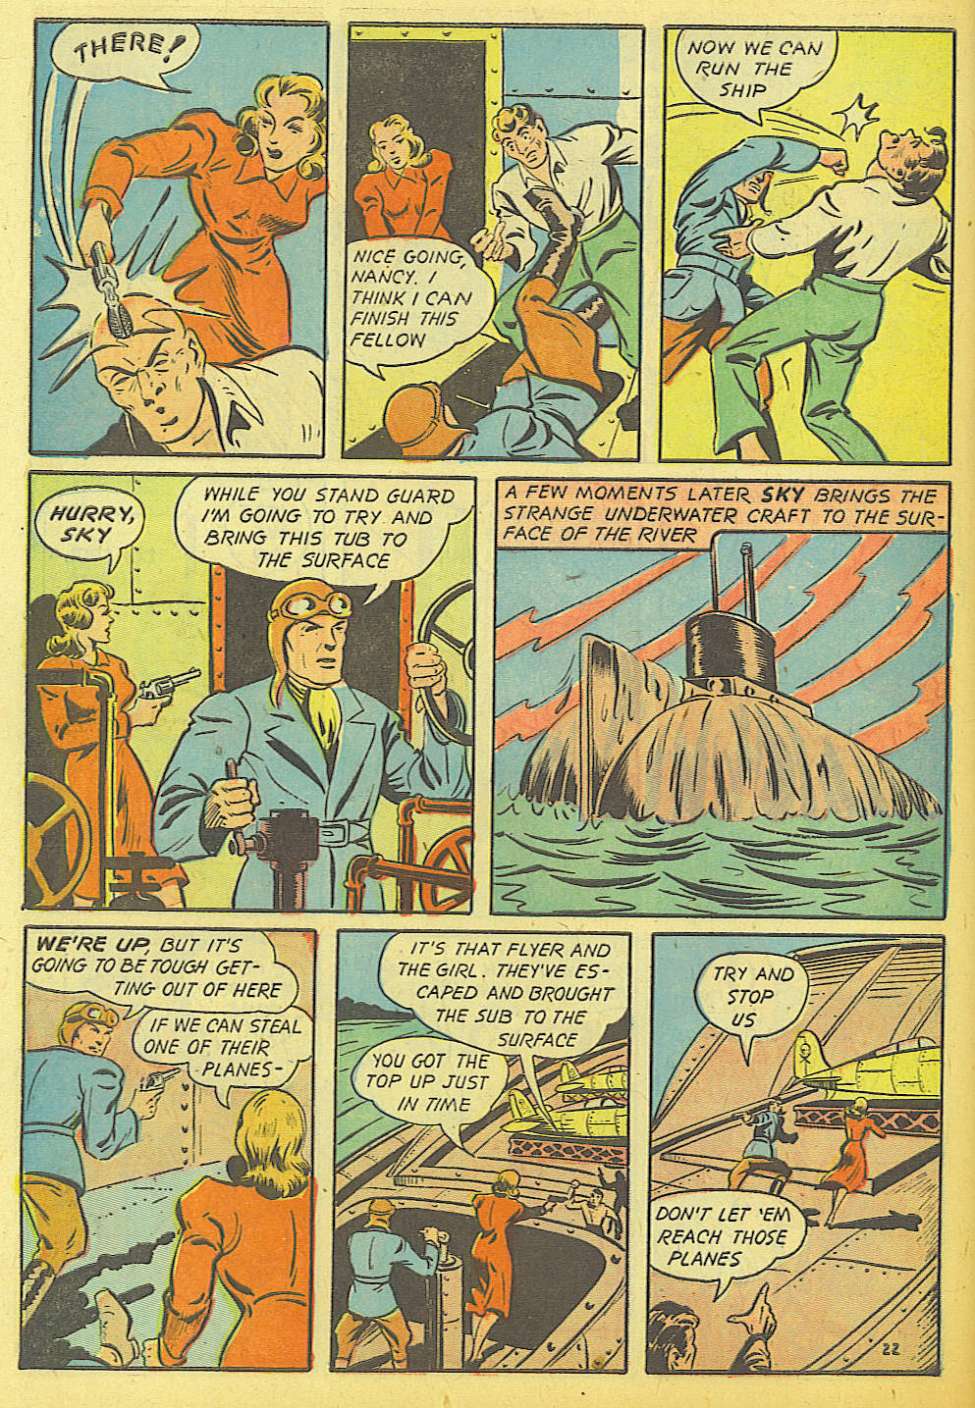 THERE!
NICE GOING,
NANCY. I
THINK I CAN
FINISH THIS
FELLOW
NOW WE CAN
RUN THE
SHIP
HURRY,
SKY
WHILE YOU STAND GUARD
I'M GOING TO TRY AND
BRING THIS TUB TO
THE SURFACE
A FEW MOMENTS LATER SKY BRINGS THE
STRANGE UNDERWATER CRAFT TO THE SUR-
FACE OF THE RIVER
WE'RE UP, BUT IT'S
GOING TO BE TOUGH GET-
TING OUT OF HERE
IF WE CAN STEAL
ONE OF THEIR
PLANES-
IT'S THAT FLYER AND
THE GIRL. THEY'VE ES-
CAPED AND BROUGHT
THE SUB TO THE
SURFACE
YOU GOT THE
TOP UP JUST
IN TIME
TRY AND
STOP
US
DON'T LET 'EM
REACH THOSE
PLANES
22